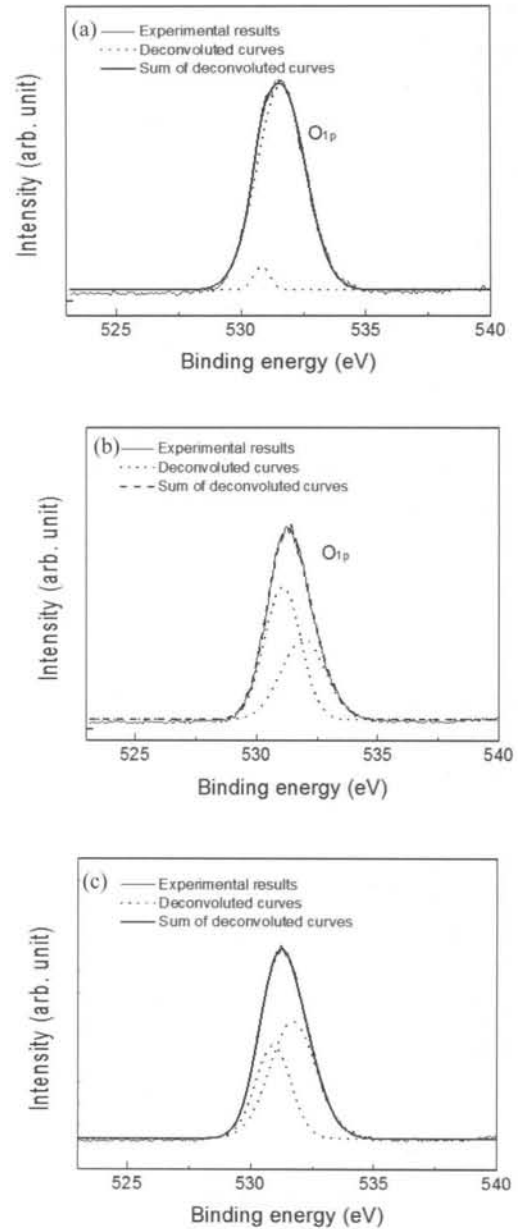 (a)
Experimental results
Deconvoluted curves
Sum of deconvoluted curves
O1p
Intensity (arb. unit)
525 530 535 540
Binding energy (eV)
(b)
Experimental results
Deconvoluted curves
Sum of deconvoluted curves
O1p
Intensity (arb. unit)
525 530 535 540
Binding energy (eV)
(c)
Experimental results
Deconvoluted curves
Sum of deconvoluted curves
Intensity (arb. unit)
525 530 535 540
Binding energy (eV)